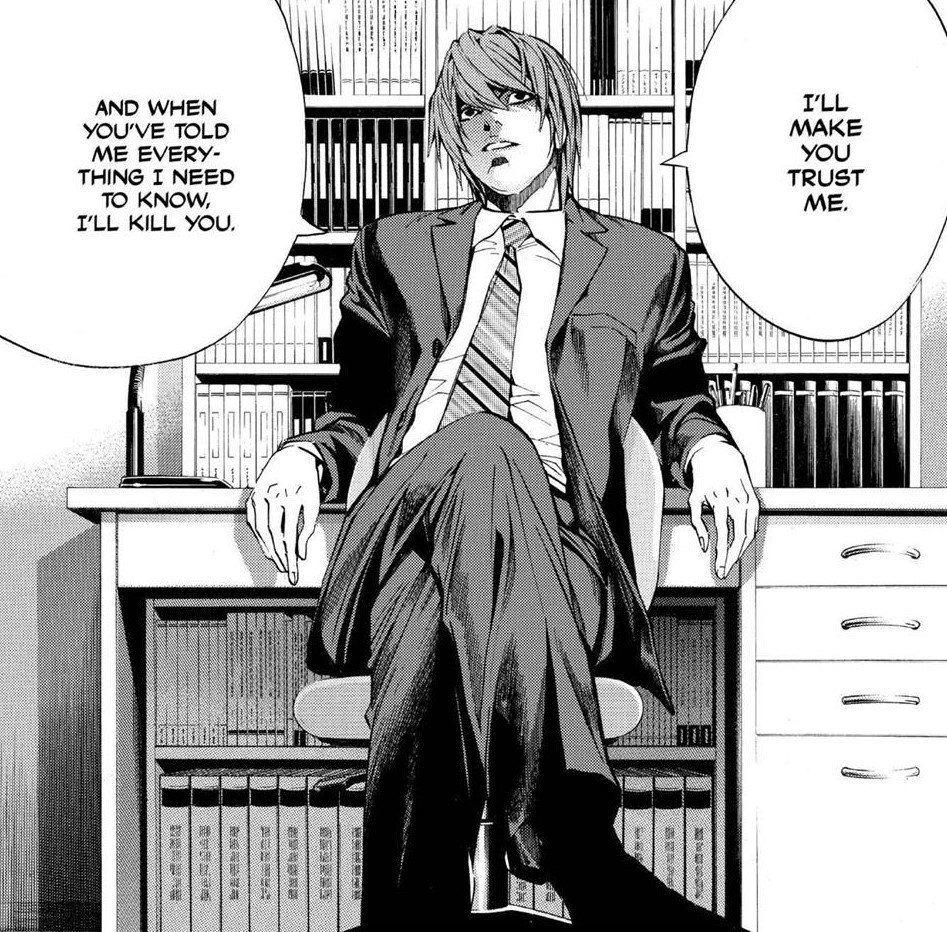 I'LL
MAKE
YOU
TRUST
ME.
AND WHEN
YOU'VE TOLD
ME EVERY-
THING I NEED
TO KNOW,
I'LL KILL YOU.